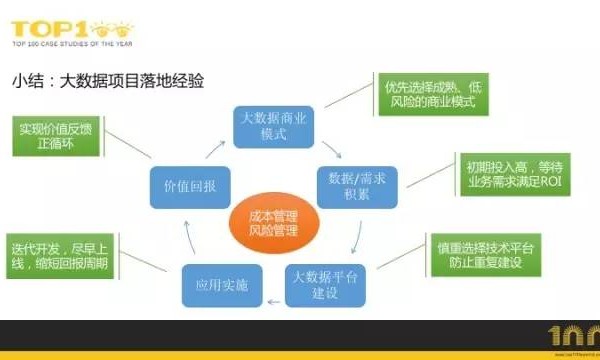 TOP100
TOP 100 CASE STUDIES OF THE YEAR
小结：大数据项目落地经验
优先选择成熟、低
风险的商业模式
大数据商业
模式
实现价值反馈
正循环
价值回报
数据/需求
积累
初期投入高，等待
业务需求满足ROI
成本管理
风险管理
迭代开发，尽早上
线，缩短回报周期
应用实施
大数据平台
建设
慎重选择技术平台
防止重复建设
100